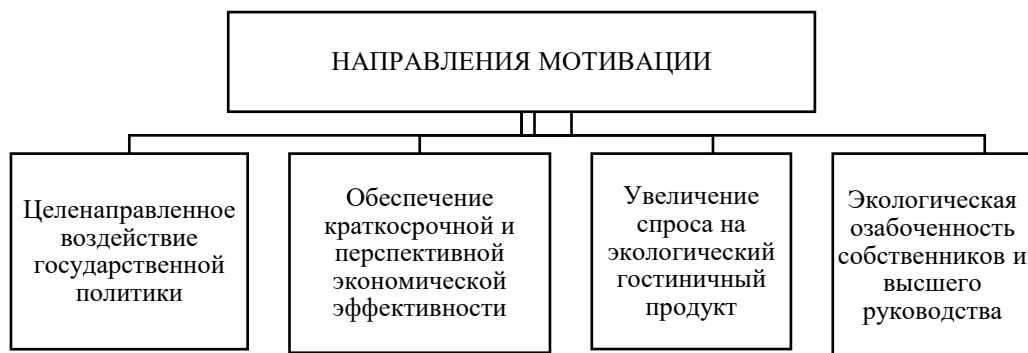 НАПРАВЛЕНИЯ МОТИВАЦИИ
Целенаправленное
воздействие
государственной
политики
Обеспечение
краткосрочной и
перспективной
экономической
эффективности
Увеличение
спроса на
экологический
гостиничный
продукт
Экологическая
озабоченность
собственников и
высшего
руководства